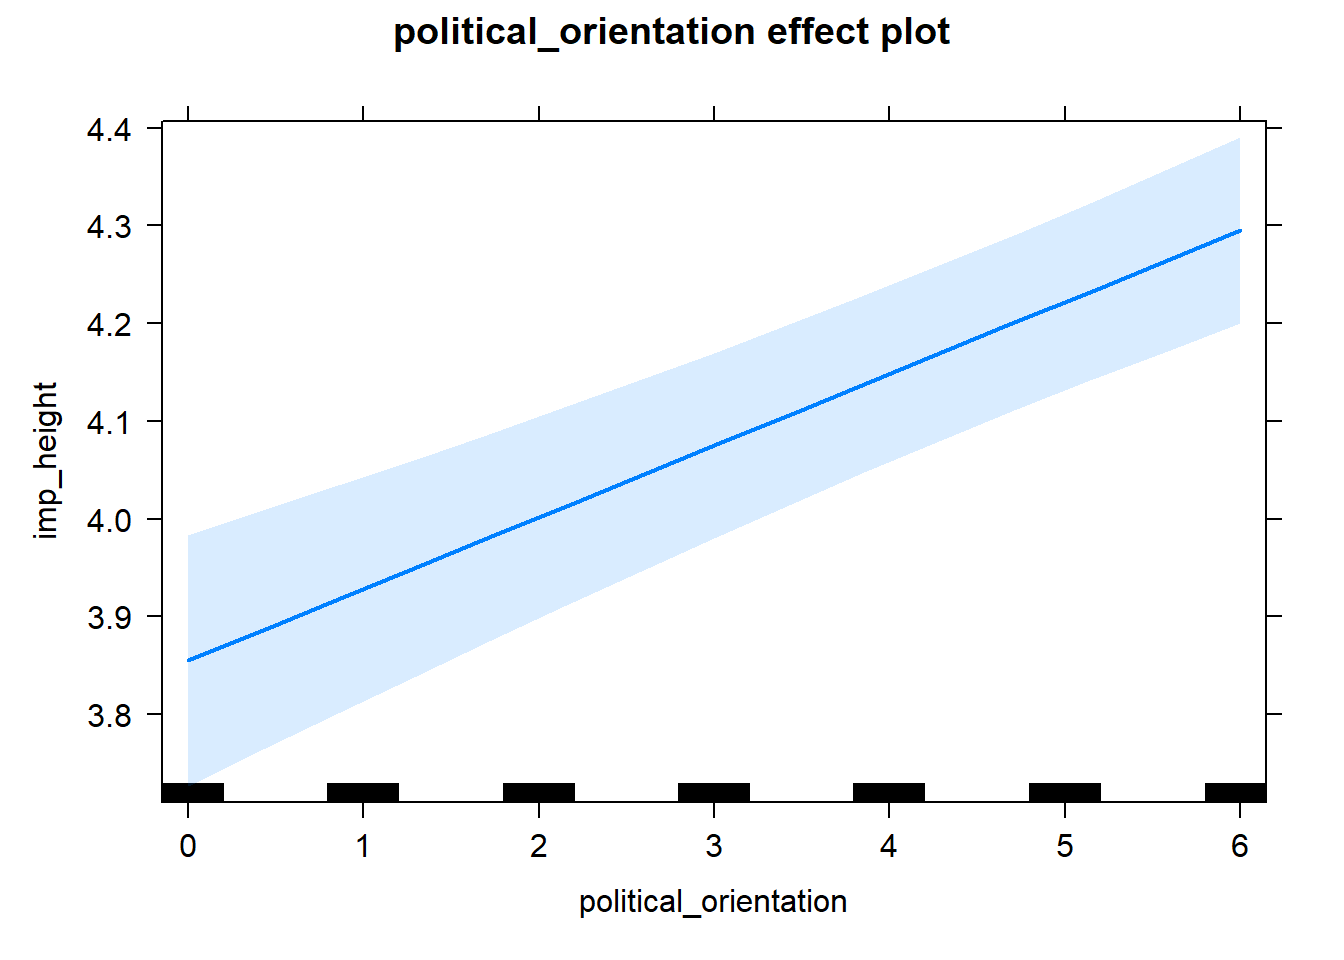 political_orientation effect plot
4.4
4.3
4.2
4.1
4.0
3.9
3.8
imp_height
0 1 2 3 4 5 6
political_orientation